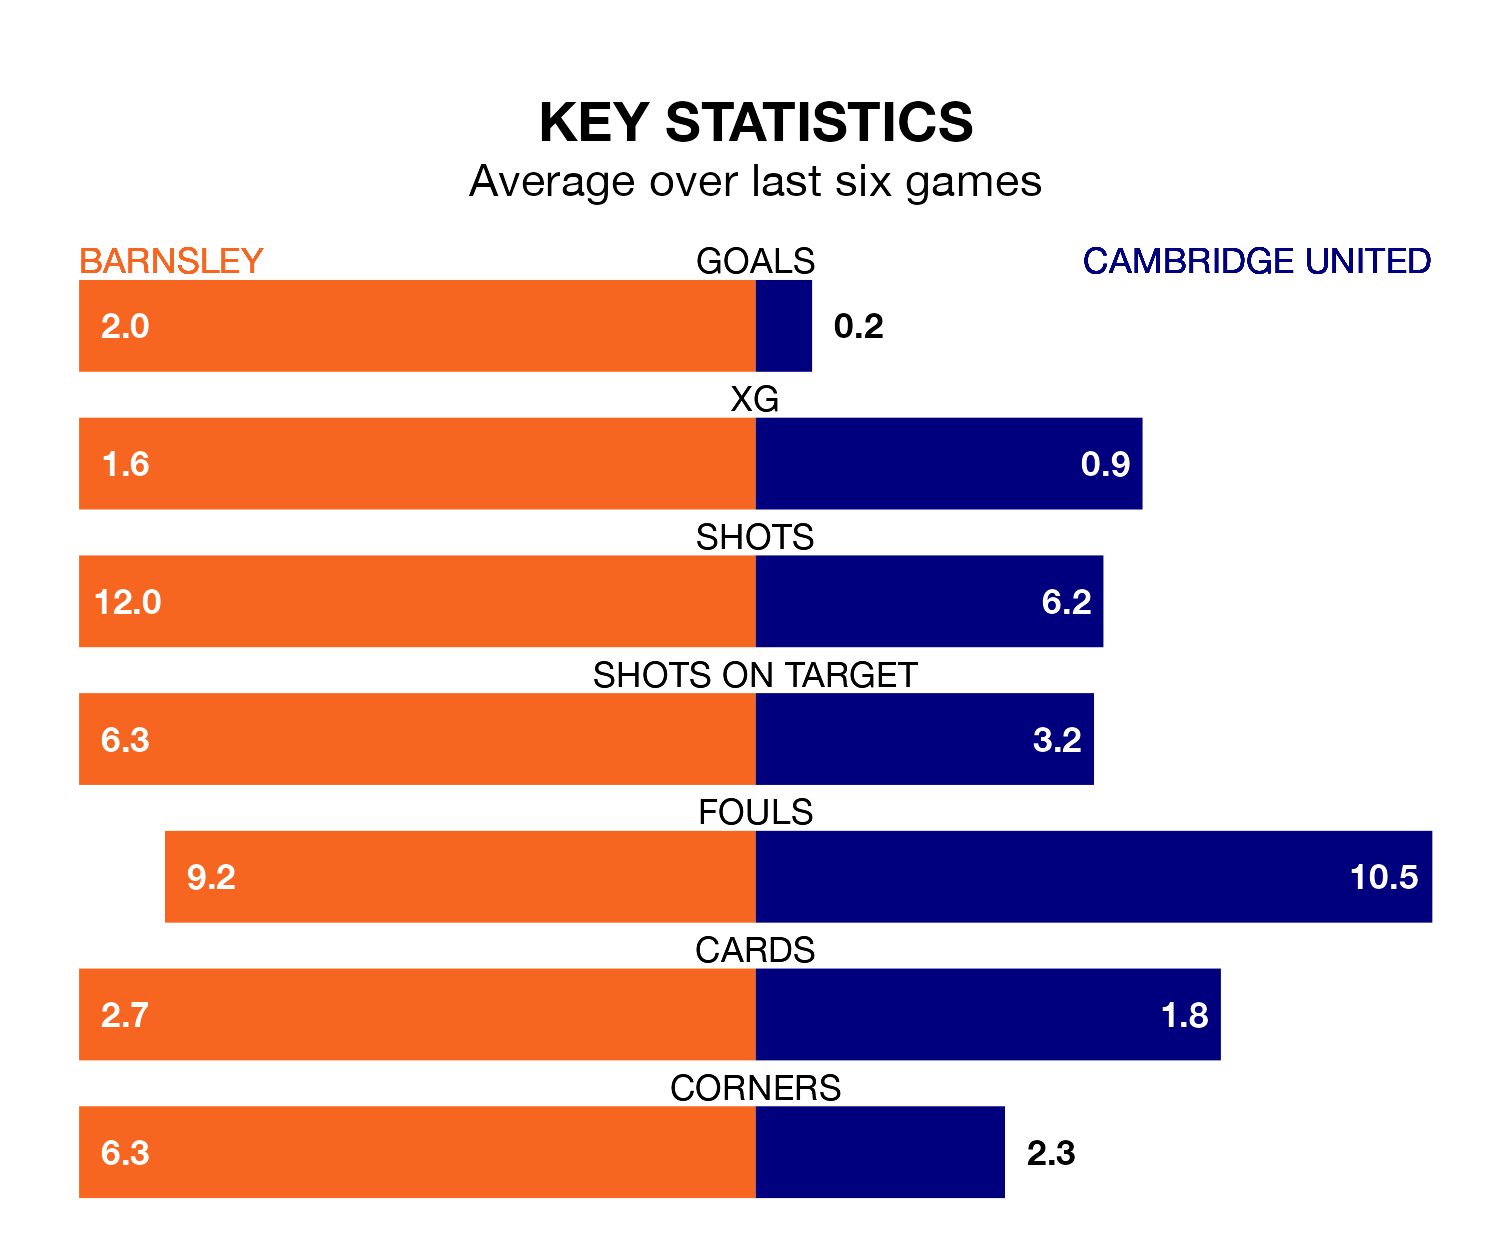 KEY STATISTICS
Average over last six games
BARNSLEY GOALS CAMBRIDGE UNITED
2.0 0.2
XG
1.6 0.9
SHOTS
12.0 6.2
SHOTS ON TARGET
6.3 3.2
FOULS
9.2 10.5
CARDS
2.7 1.8
CORNERS
6.3 2.3